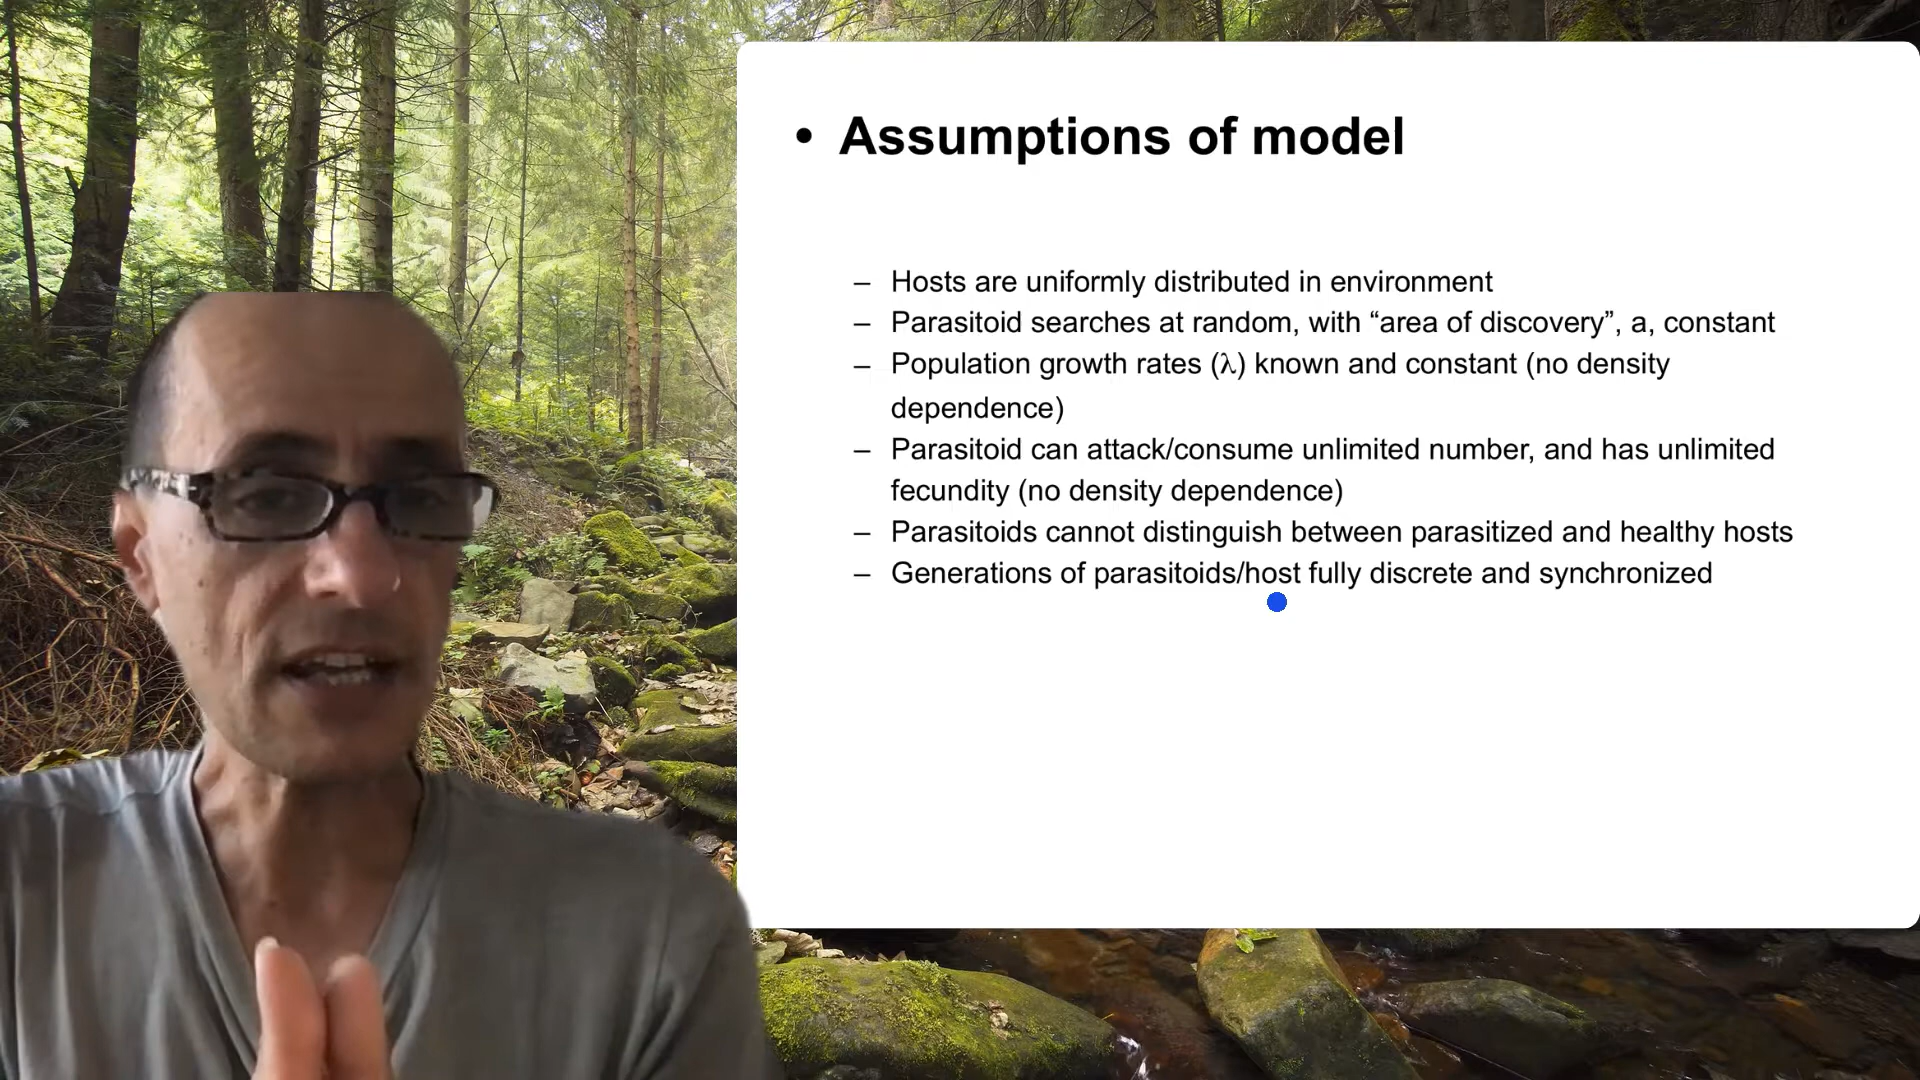 • Assumptions of model
– Hosts are uniformly distributed in environment
– Parasitoid searches at random, with “area of discovery”, a, constant
– Population growth rates (λ) known and constant (no density
dependence)
– Parasitoid can attack/consume unlimited number, and has unlimited
fecundity (no density dependence)
– Parasitoids cannot distinguish between parasitized and healthy hosts
– Generations of parasitoids/host fully discrete and synchronized